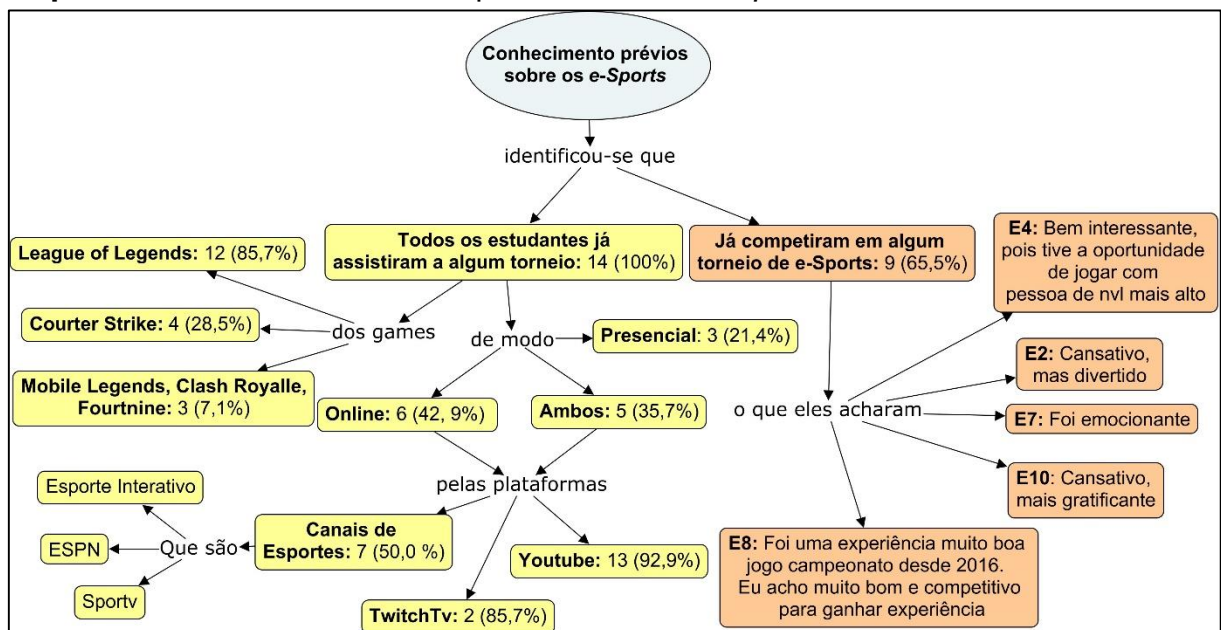 Conhecimento prévios
sobre os e-Sports
identificou-se que
Todos os estudantes já
assistiram a algum torneio: 14 (100%)
Já competiram em algum
torneio de e-Sports: 9 (65,5%)
League of Legends: 12 (85,7%)
Courter Strike: 4 (28,5%)
dos games
Mobile Legends, Clash Royalle,
Fourtnine: 3 (7,1%)
de modo
Presencial: 3 (21,4%)
Online: 6 (42, 9%)
Ambos: 5 (35,7%)
pelas plataformas
Canais de
Esportes: 7 (50,0 %)
Que são
Esporte Interativo
ESPN
Sportv
TwitchTv: 2 (85,7%)
Youtube: 13 (92,9%)
o que eles acharam
E4: Bem interessante,
pois tive a oportunidade
de jogar com
pessoa de nvl mais alto
E2: Cansativo,
mas divertido
E7: Foi emocionante
E10: Cansativo,
mais gratificante
E8: Foi uma experiência muito boa
jogo campeonato desde 2016.
Eu acho muito bom e competitivo
para ganhar experiência